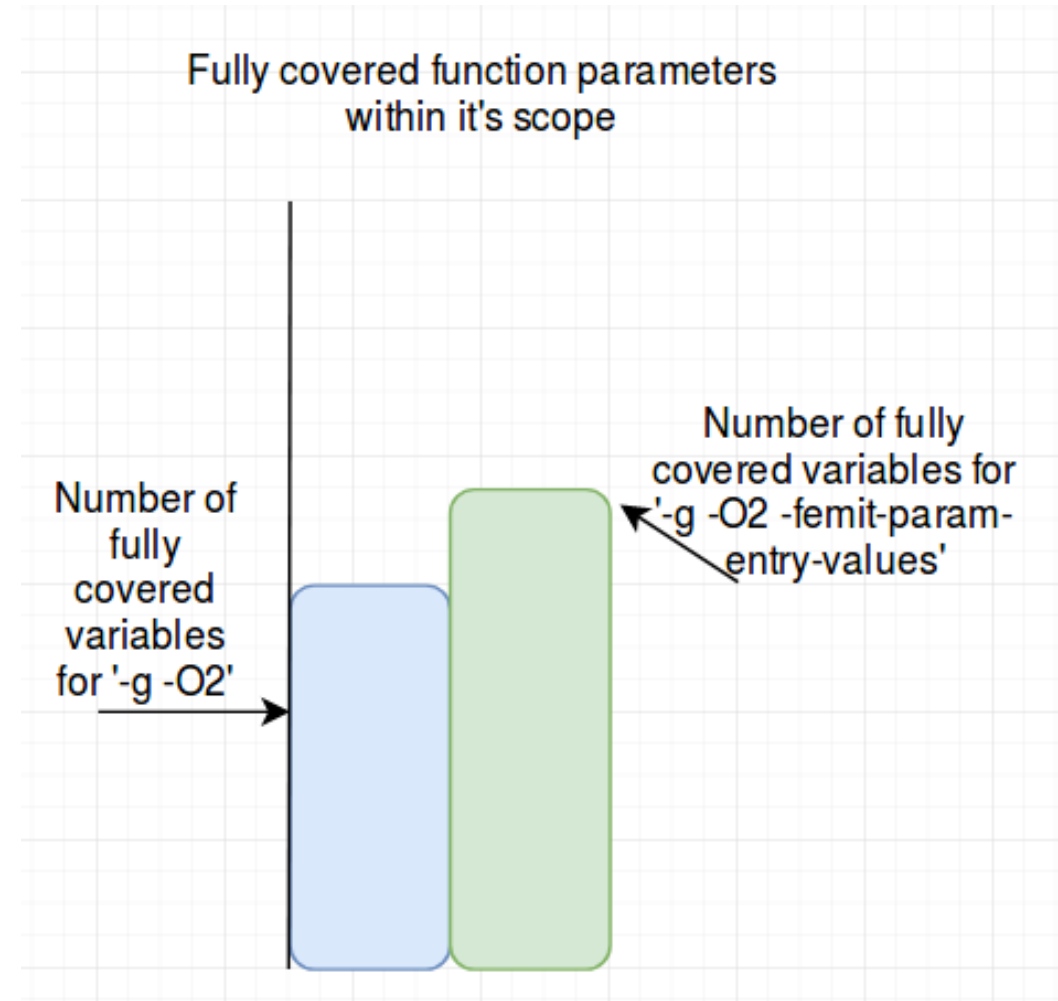 Fully covered function parameters
within it's scope
Number of
fully
covered
variables
for '-g -O2'
Number of fully
covered variables for
'-g -O2 -femit-param-
entry-values'